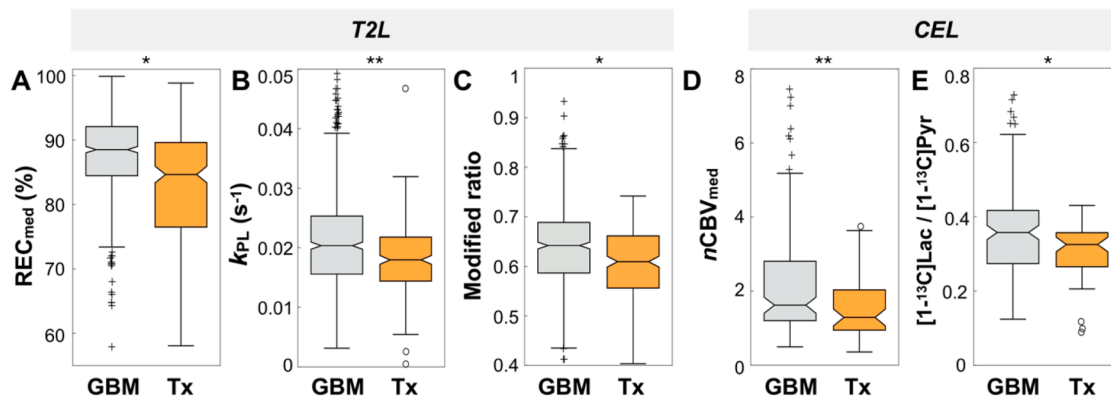 T2L
CEL
A
*
REC_med (%)
100
90
80
70
60
GBM Tx
B
**
k_PL (s⁻¹)
0.05
0.04
0.03
0.02
0.01
0
GBM Tx
C
*
Modified ratio
1
0.9
0.8
0.7
0.6
0.5
0.4
GBM Tx
D
**
nCBV_med
8
6
4
2
0
GBM Tx
E
*
[1-¹³C]Lac / [1-¹³C]Pyr
0.8
0.6
0.4
0.2
0
GBM Tx